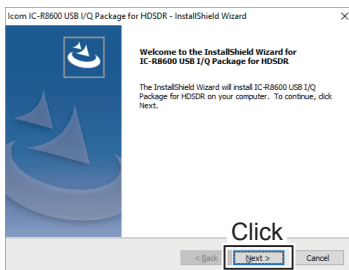 Icom IC-R8600 USB I/Q Package for HDSDR - InstallShield Wizard
Welcome to the InstallShield Wizard for
IC-R8600 USB I/Q Package for HDSDR
The InstallShield Wizard will install IC-R8600 USB I/Q
Package for HDSDR on your computer. To continue, click
Next.
Click
< Back Next > Cancel